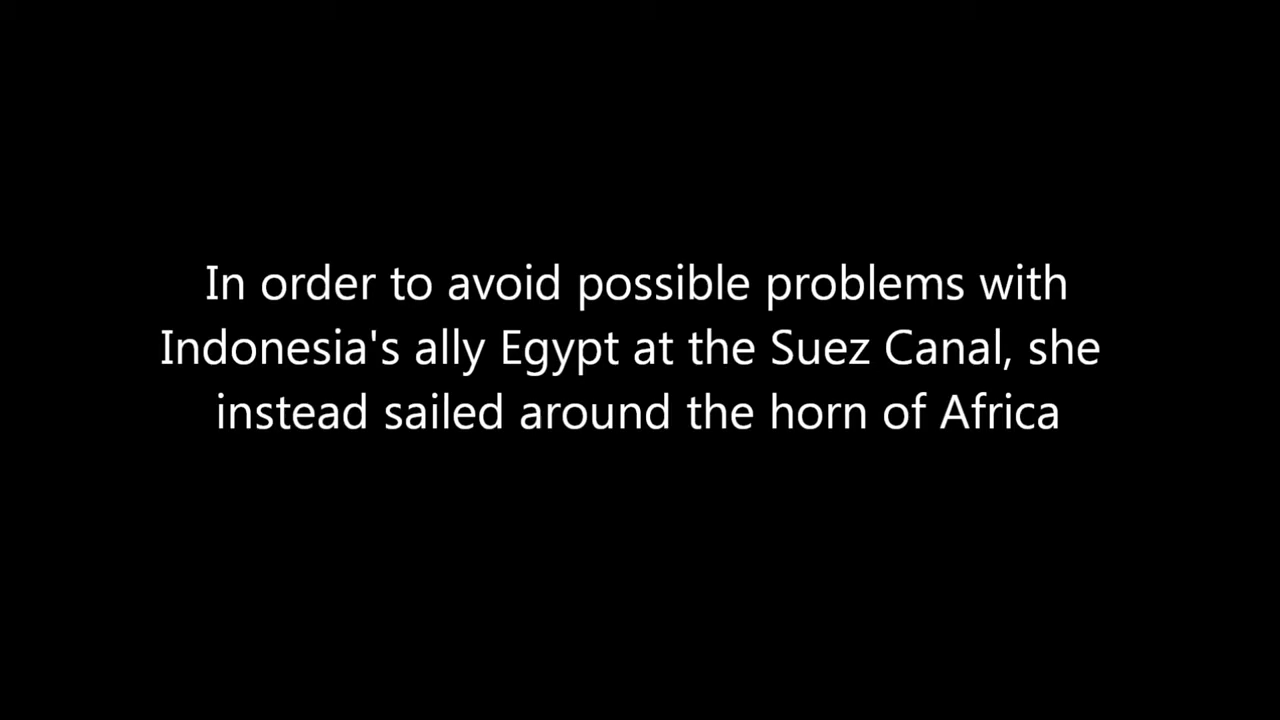 In order to avoid possible problems with
Indonesia's ally Egypt at the Suez Canal, she
instead sailed around the horn of Africa